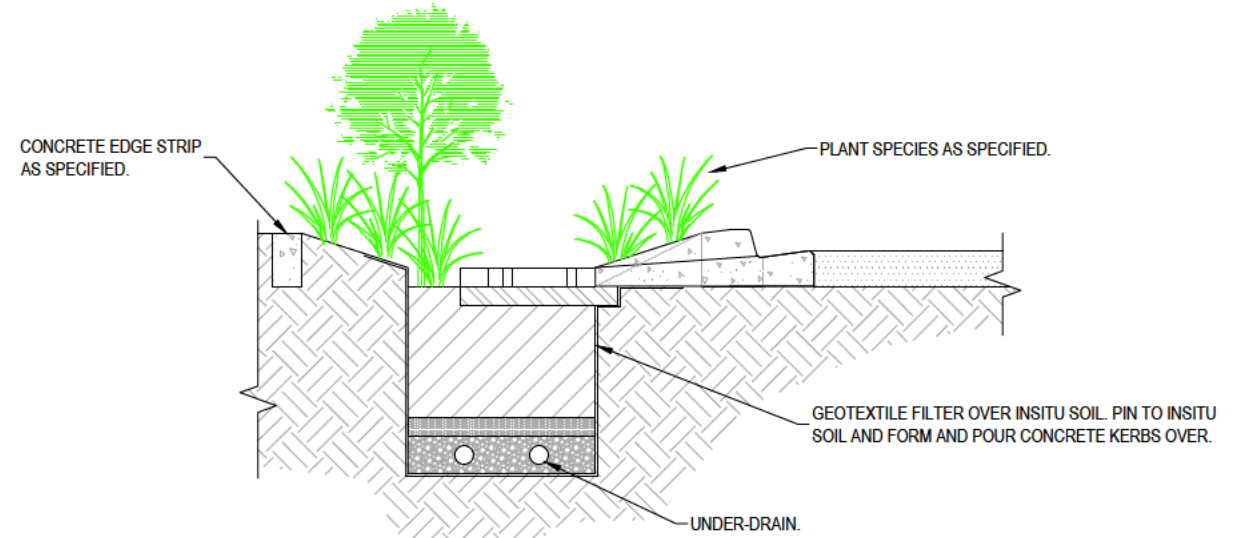 CONCRETE EDGE STRIP
AS SPECIFIED.
PLANT SPECIES AS SPECIFIED.
GEOTEXTILE FILTER OVER INSITU SOIL. PIN TO INSITU
SOIL AND FORM AND POUR CONCRETE KERBS OVER.
UNDER-DRAIN.